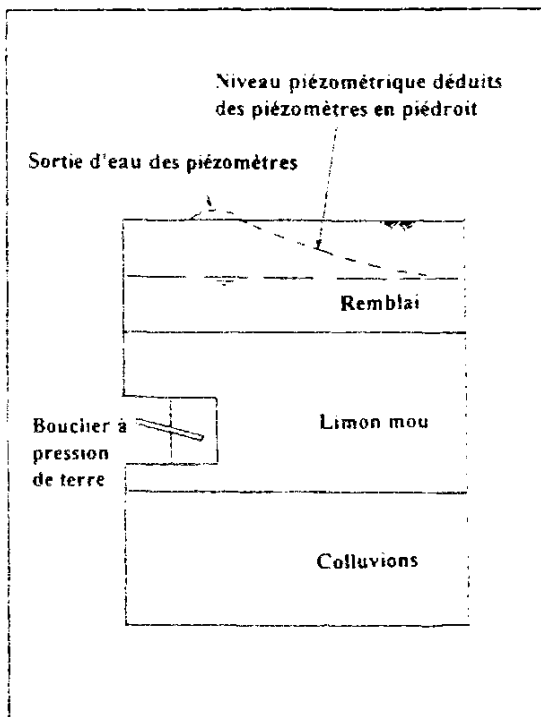 Niveau piézométrique déduits
des piézomètres en piédroit
Sortie d'eau des piézomètres
Remblai
Limon mou
Boucher à
pression
de terre
Colluvions